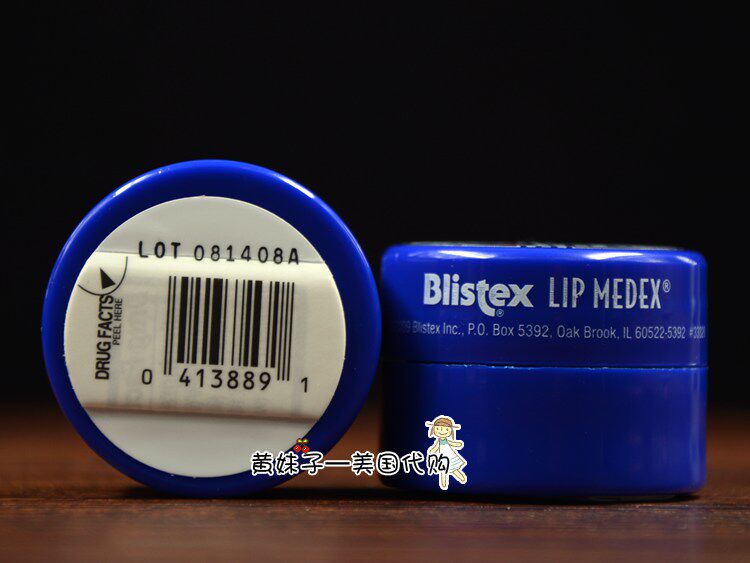 LOT 081408A
DRUG FACTS
PEEL HERE
0 413889 1
Blistex® LIP MEDEX®
Blistex Inc., P.O. Box 5392, Oak Brook, IL 60522-5392
黄妹子—美国代购